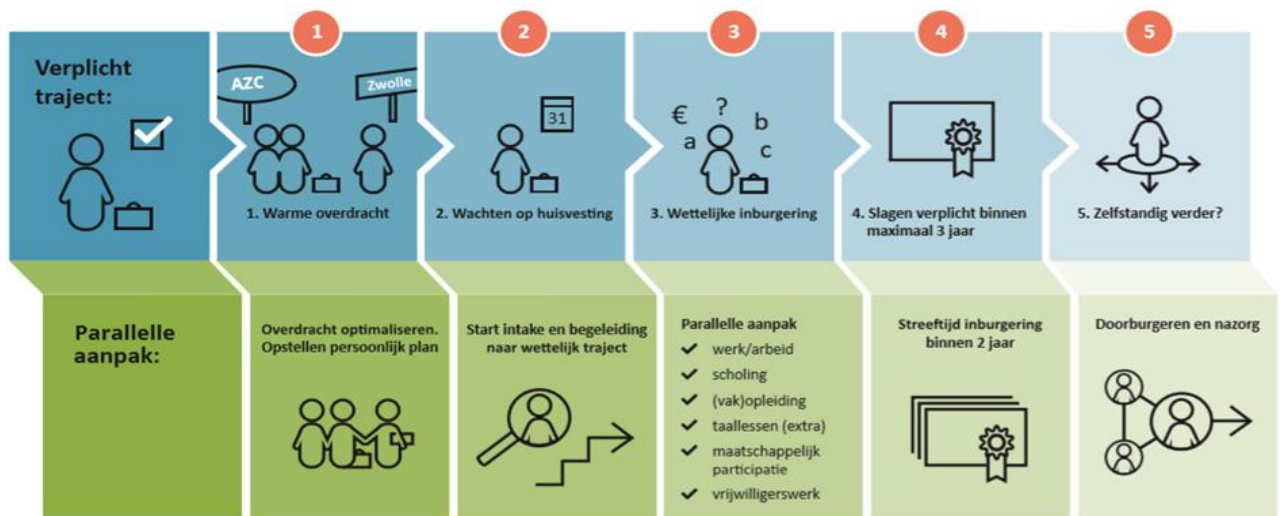 1
2
3
4
5
Verplicht
traject:
AZC
Zwolle
1. Warme overdracht
31
2. Wachten op huisvesting
€ ? b
a c
3. Wettelijke inburgering
4. Slagen verplicht binnen
maximaal 3 jaar
5. Zelfstandig verder?
Parallelle
aanpak:
Overdracht optimaliseren.
Opstellen persoonlijk plan
Start intake en begeleiding
naar wettelijk traject
Parallelle aanpak
✓ werk/arbeid
✓ scholing
✓ (vak)opleiding
✓ taallessen (extra)
✓ maatschappelijk
participatie
✓ vrijwilligerswerk
Streeftijd inburgering
binnen 2 jaar
Doorburgeren en nazorg